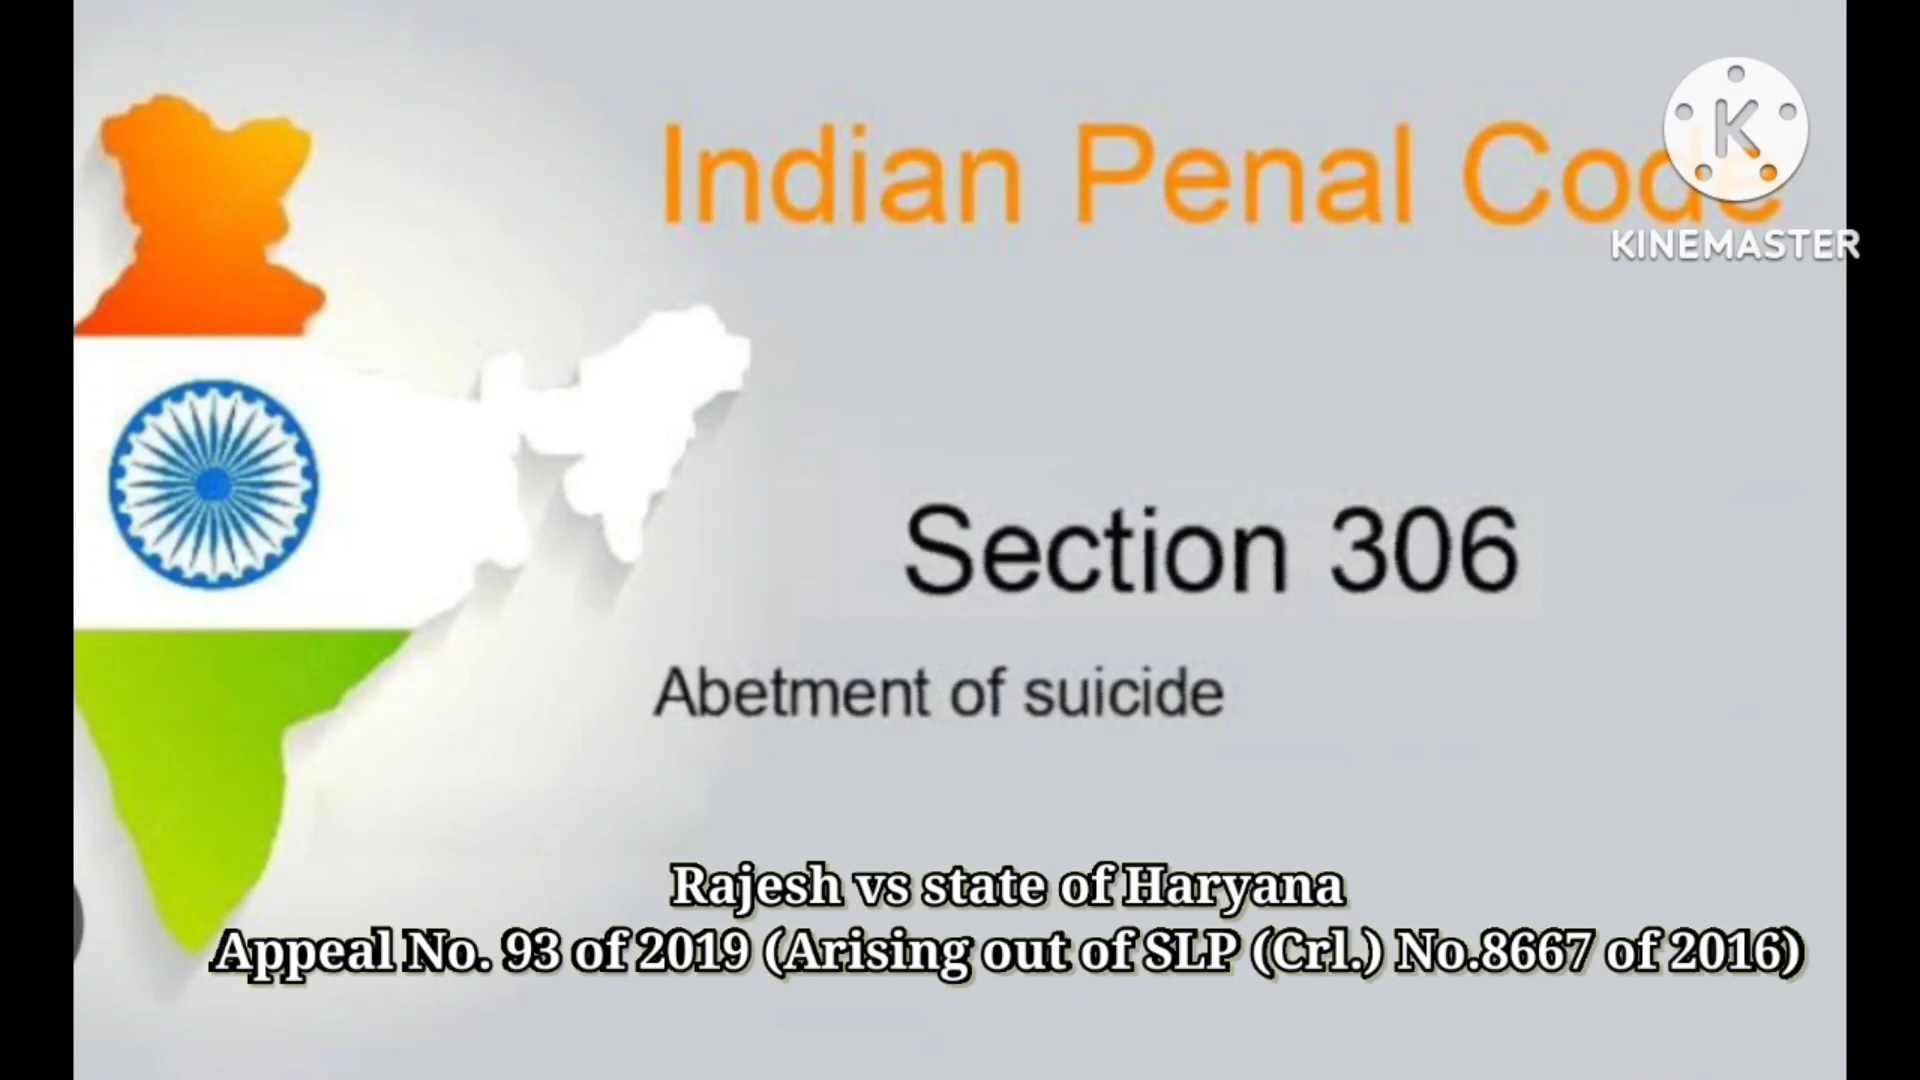 Indian Penal Code
K
KINEMASTER
Section 306
Abetment of suicide
Rajesh vs state of Haryana
Appeal No. 93 of 2019 (Arising out of SLP (Crl.) No.8667 of 2016)